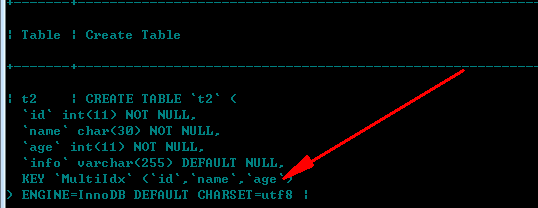 | Table | Create Table
| t2 | CREATE TABLE `t2` (
`id` int(11) NOT NULL,
`name` char(30) NOT NULL,
`age` int(11) NOT NULL,
`info` varchar(255) DEFAULT NULL,
KEY `MultiIdx` (`id`,`name`,`age`)
) ENGINE=InnoDB DEFAULT CHARSET=utf8 |